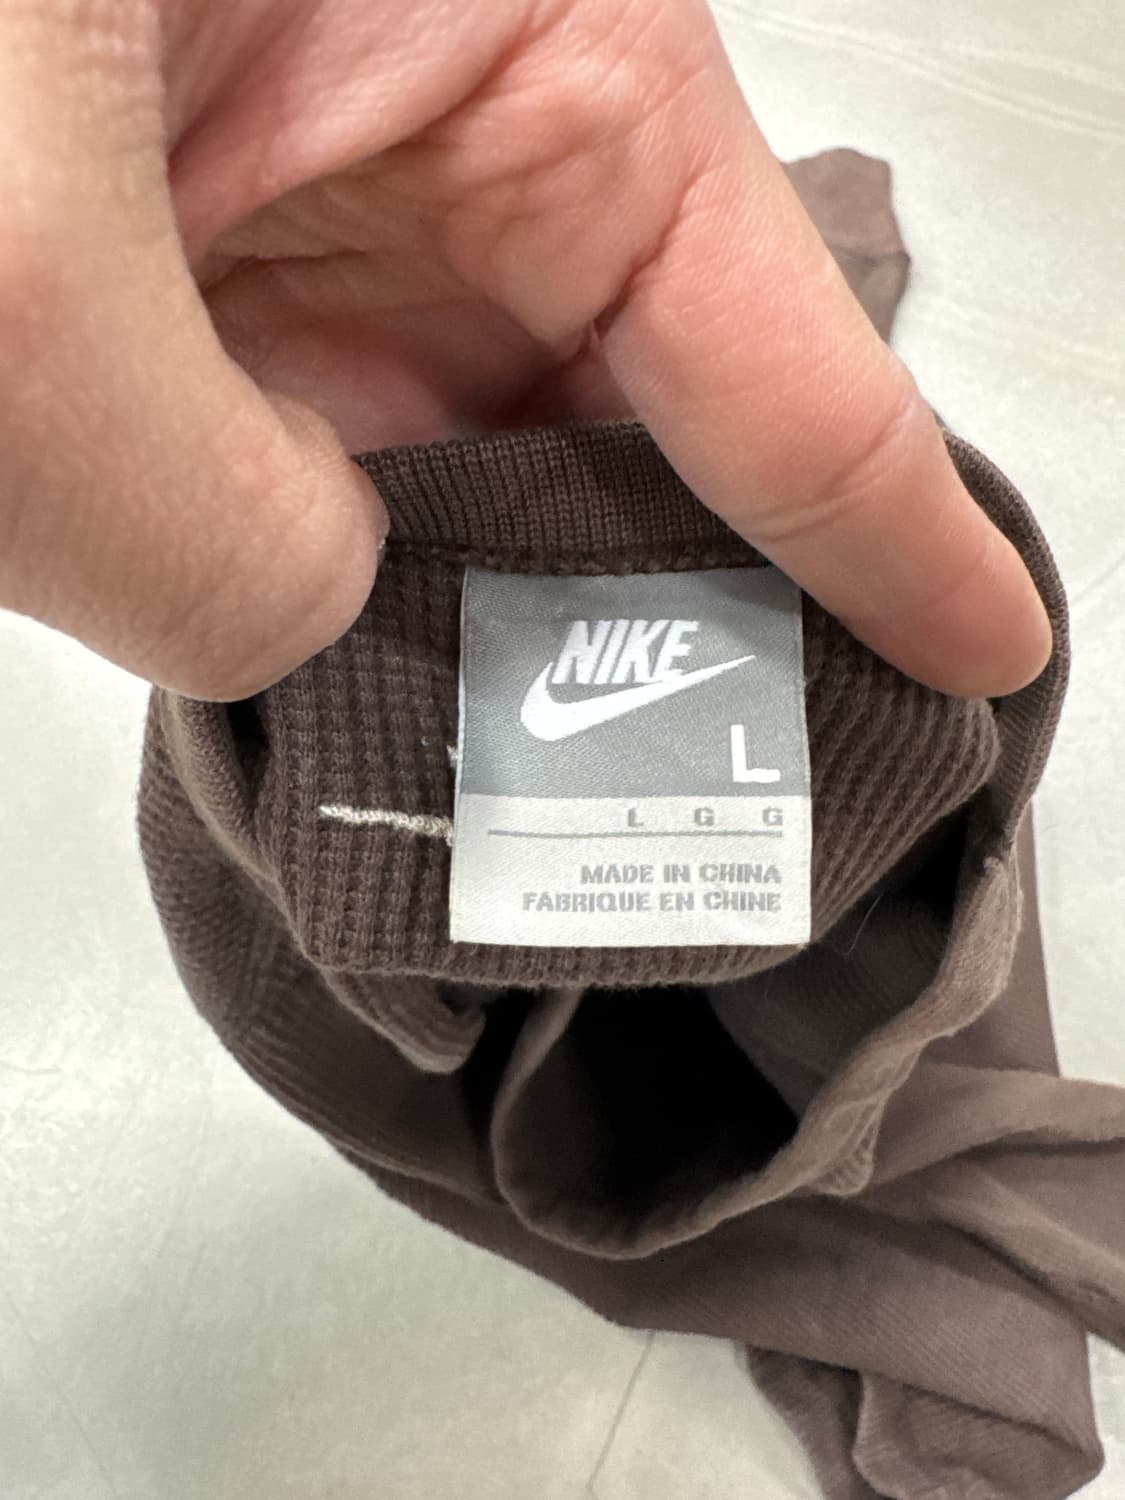 NIKE
L
L G G
MADE IN CHINA
FABRIQUE EN CHINE